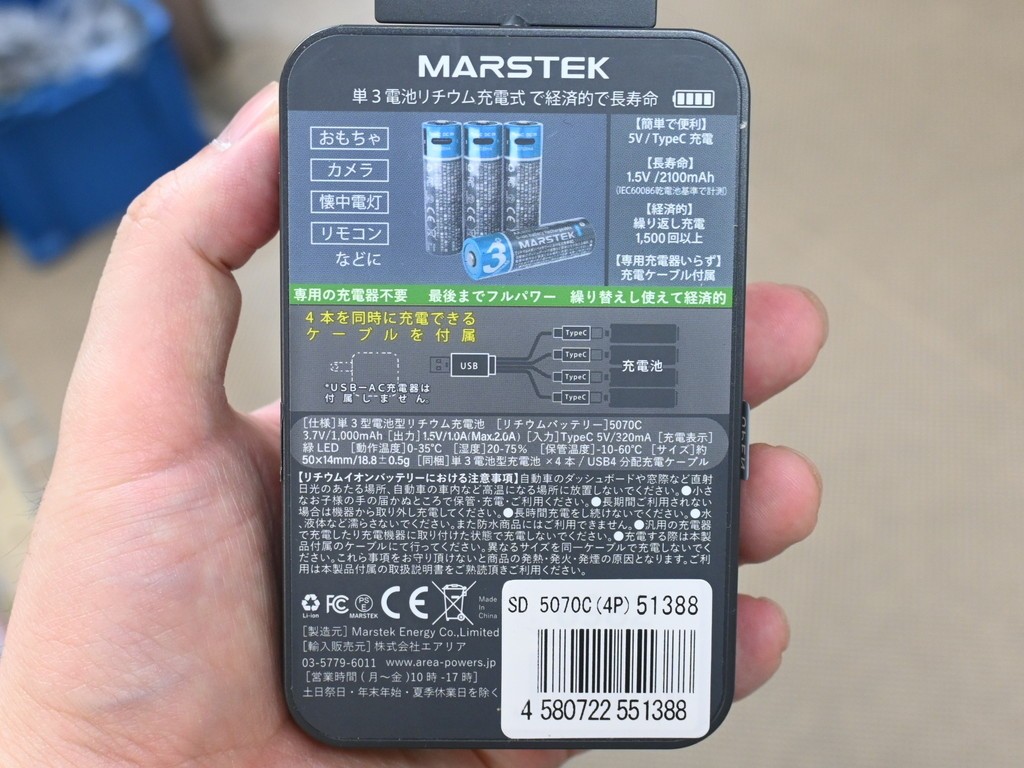 MARSTEK
単3電池リチウム充電式 で経済的で長寿命
おもちゃ
カメラ
懐中電灯
リモコン
などに
MARSTEK
3
【簡単で便利】
5V/TypeC 充電
【長寿命】
1.5V /2100mAh
(IEC60086乾電池基準で計測)
【経済的】
繰り返し充電
1,500 回以上
【専用充電器いらず】
充電ケーブル付属
専用の充電器不要 最後までフルパワー 繰り替えし使えて経済的
4本を同時に充電できる
ケーブルを付属
USB
TypeC
TypeC
TypeC
TypeC
充電池
*USB-AC充電器は
付属しません。
[仕様]単3型電池型リチウム充電池 [リチウムバッテリー]5070C
3.7V/1,000mAh [出力]1.5V/1.0A(Max.2.0A) [入力]TypeC 5V/320mA [充電表示]
緑 LED [動作温度]0-35℃ [湿度]20-75% [保管温度]-10-60℃ [サイズ]約
50x14mm/18.8±0.5g [同梱]単3電池型充電池 ×4本/USB4分配充電ケーブル
【リチウムイオンバッテリーにおける注意事項】自動車のダッシュボードや窓際など直射
日光のあたる場所、自動車の車内など高温になる場所に放置しないでください。●小さ
なお子様の手の届かぬところで保管・充電・ご利用ください。●長期間ご利用されない
場合は機器から取り外し充電してください。●長時間充電をし続けないでください。●水
、液体など濡らさないでください。また防水商品にはご利用できません。●汎用の充電器
で充電したり充電機器に取り付けた状態で充電しないでください。●充電する際は本製
品付属のケーブルにて行ってください。異なるサイズを同一ケーブルで充電しないでく
ださい。これら事項をお守り頂けないと商品の発熱・発火・発煙の原因となります。ご利
用は本製品付属の取扱説明書をご熟読頂きご利用ください。
Li-ion
FC
PSE
MARSTEK
CE
Made
In
China
[製造元] Marstek Energy Co.,Limited
[輸入販売元] 株式会社エアリア
03-5779-6011 www.area-powers.jp
[営業時間 (月～金)10時-17時]
土日祭日・年末年始・夏季休業日を除く
SD 5070C(4P) 51388
4 580722 551388